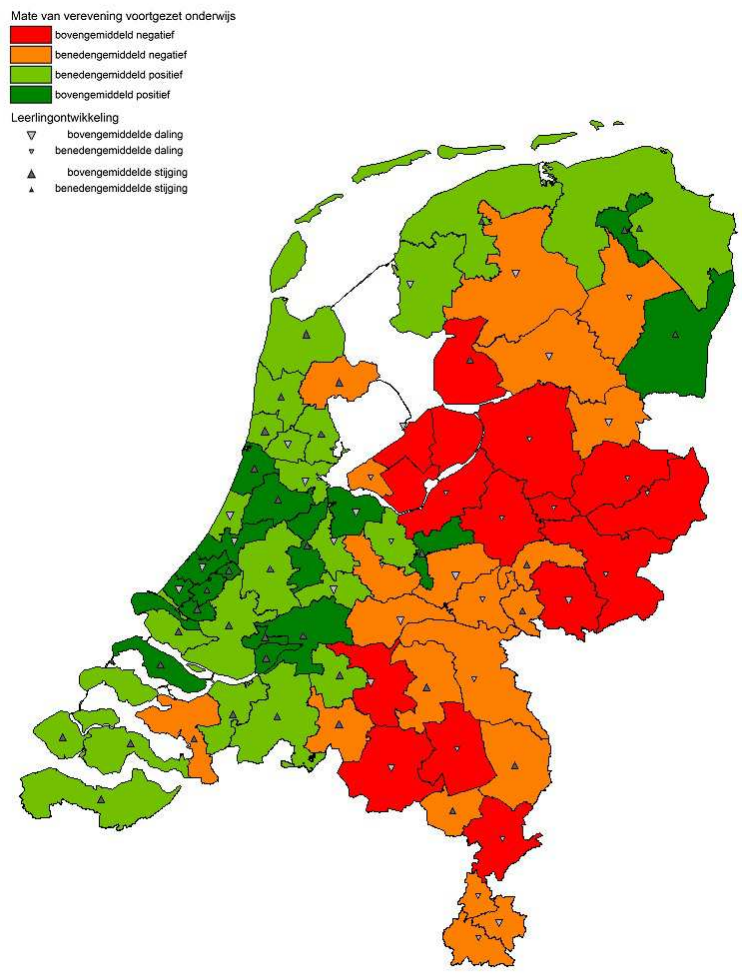 Mate van verevening voortgezet onderwijs
bovengemiddeld negatief
benedengemiddeld negatief
benedengemiddeld positief
bovengemiddeld positief
Leerlingontwikkeling
bovengemiddelde daling
benedengemiddelde daling
bovengemiddelde stijging
benedengemiddelde stijging